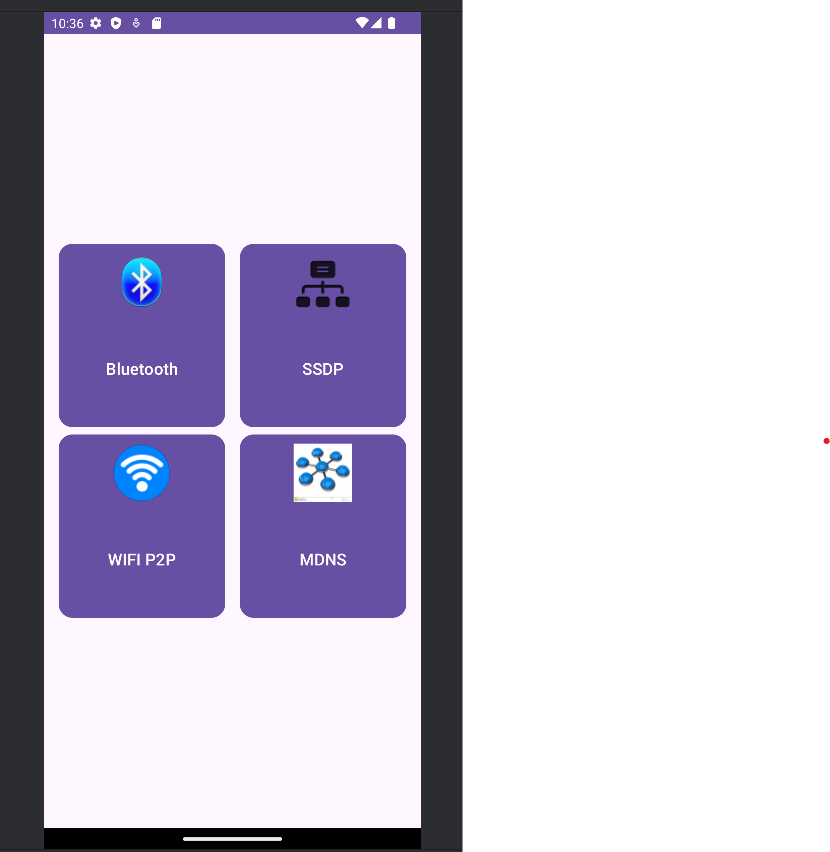 10:36
Bluetooth
SSDP
WIFI P2P
MDNS